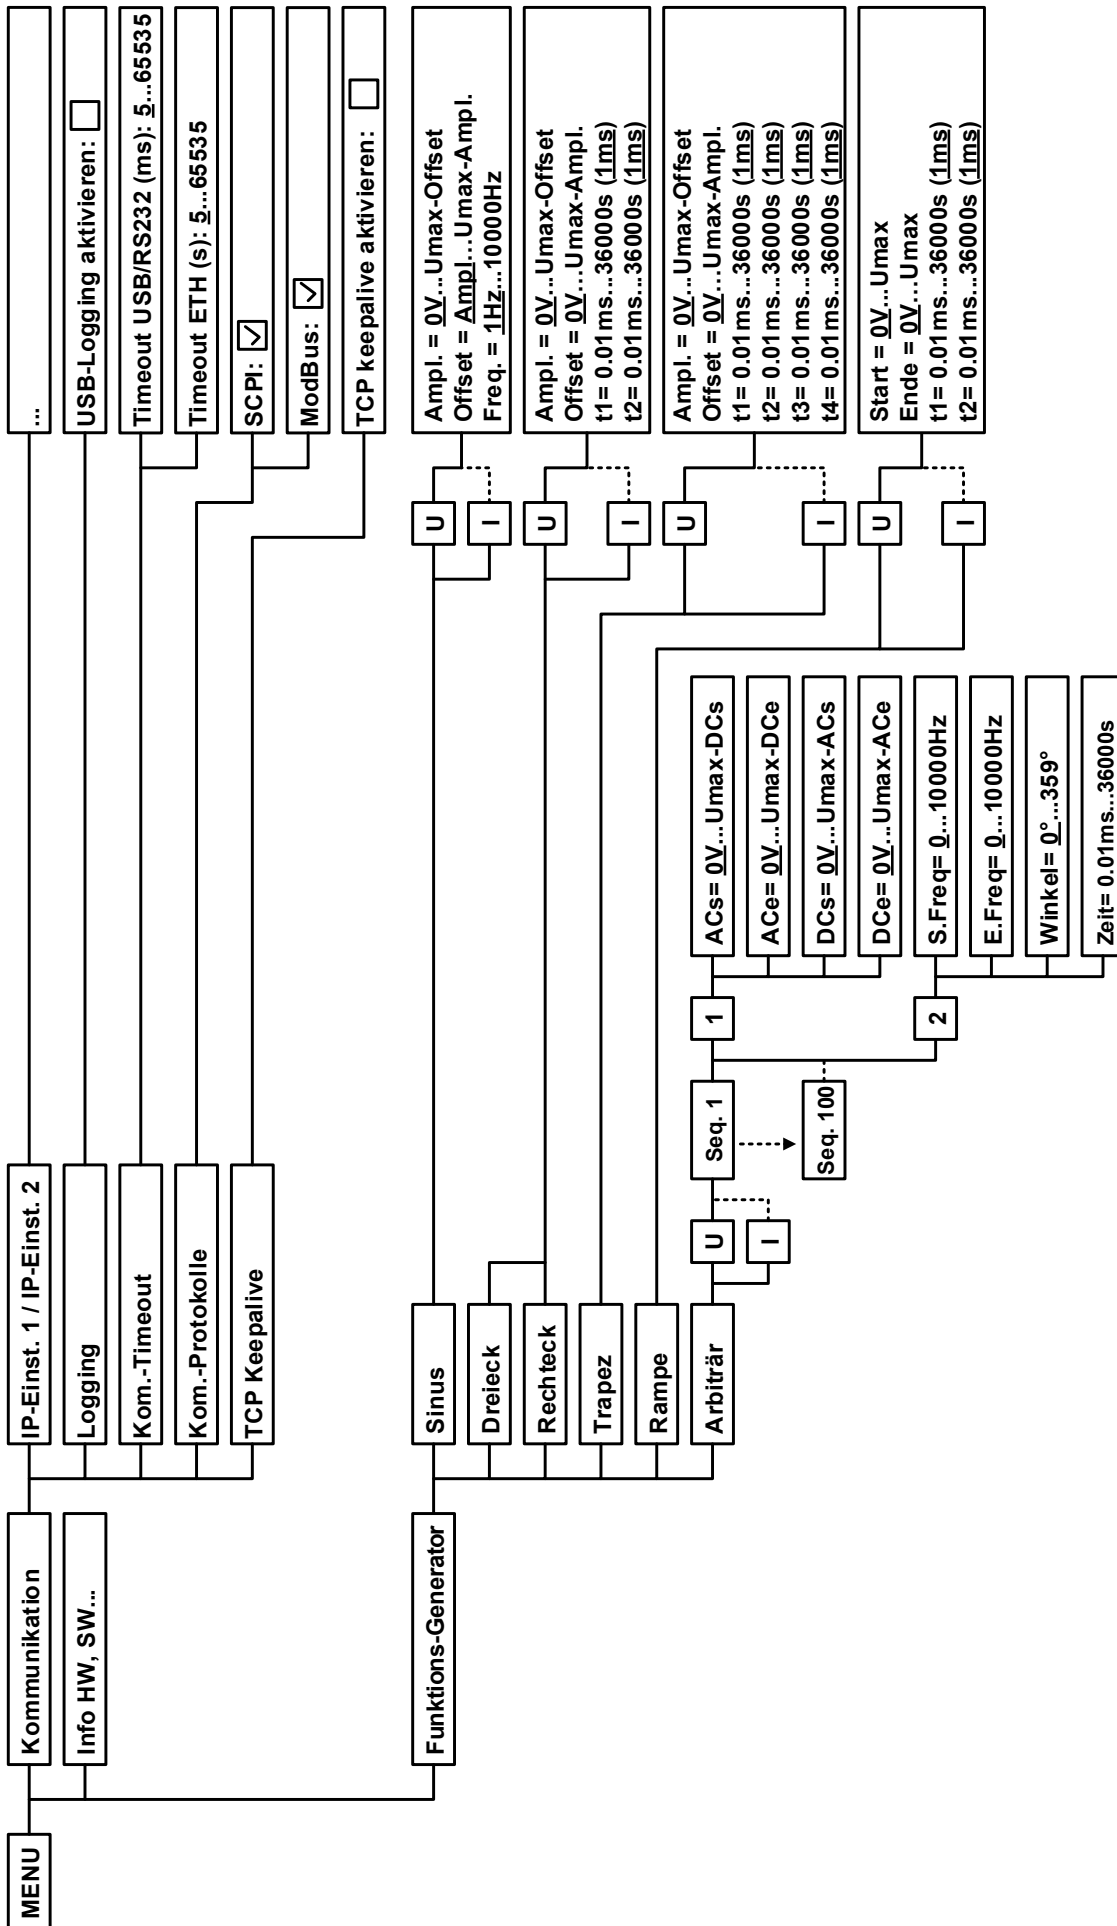 MENU
Kommunikation
IP-Einst. 1 / IP-Einst. 2
...
Logging
USB-Logging aktivieren:
Kom.-Timeout
Timeout USB/RS232 (ms): 5...65535
Timeout ETH (s): 5...65535
Kom.-Protokolle
SCPI:
ModBus:
TCP Keepalive
TCP keepalive aktivieren:
Info HW, SW...
Funktions-Generator
Sinus
U
I
Ampl. = 0V...Umax-Offset
Offset = Ampl...Umax-Ampl.
Freq. = 1Hz...10000Hz
Dreieck
Rechteck
U
I
Ampl. = 0V...Umax-Offset
Offset = 0V...Umax-Ampl.
t1= 0.01ms...36000s (1ms)
t2= 0.01ms...36000s (1ms)
Trapez
U
I
Ampl. = 0V...Umax-Offset
Offset = 0V...Umax-Ampl.
t1= 0.01ms...36000s (1ms)
t2= 0.01ms...36000s (1ms)
t3= 0.01ms...36000s (1ms)
t4= 0.01ms...36000s (1ms)
Rampe
U
I
Start = 0V...Umax
Ende = 0V...Umax
t1= 0.01ms...36000s (1ms)
t2= 0.01ms...36000s (1ms)
Arbiträr
U
I
Seq. 1
Seq. 100
1
ACs= 0V...Umax-DCs
ACe= 0V...Umax-DCe
DCs= 0V...Umax-ACs
DCe= 0V...Umax-ACe
2
S.Freq= 0...10000Hz
E.Freq= 0...10000Hz
Winkel= 0°...359°
Zeit= 0.01ms...36000s